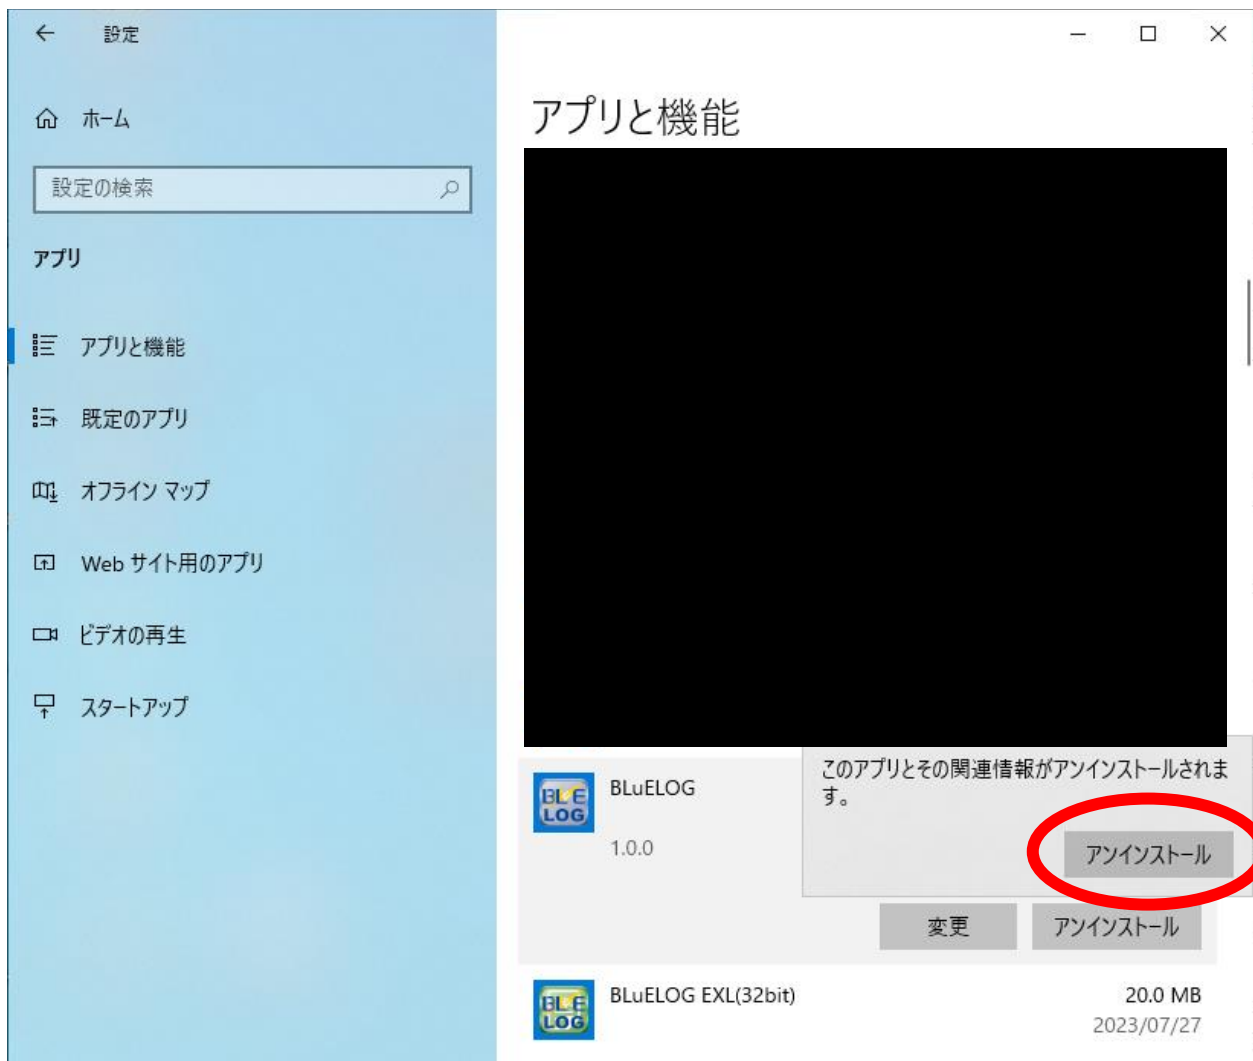 設定
ホーム
設定の検索
アプリ
アプリと機能
既定のアプリ
オフライン マップ
Web サイト用のアプリ
ビデオの再生
スタートアップ
アプリと機能
BLuELOG
1.0.0
このアプリとその関連情報がアンインストールされま
す。
アンインストール
変更
アンインストール
BLuELOG EXL(32bit)
20.0 MB
2023/07/27
BLE
LOG
BLE
LOG